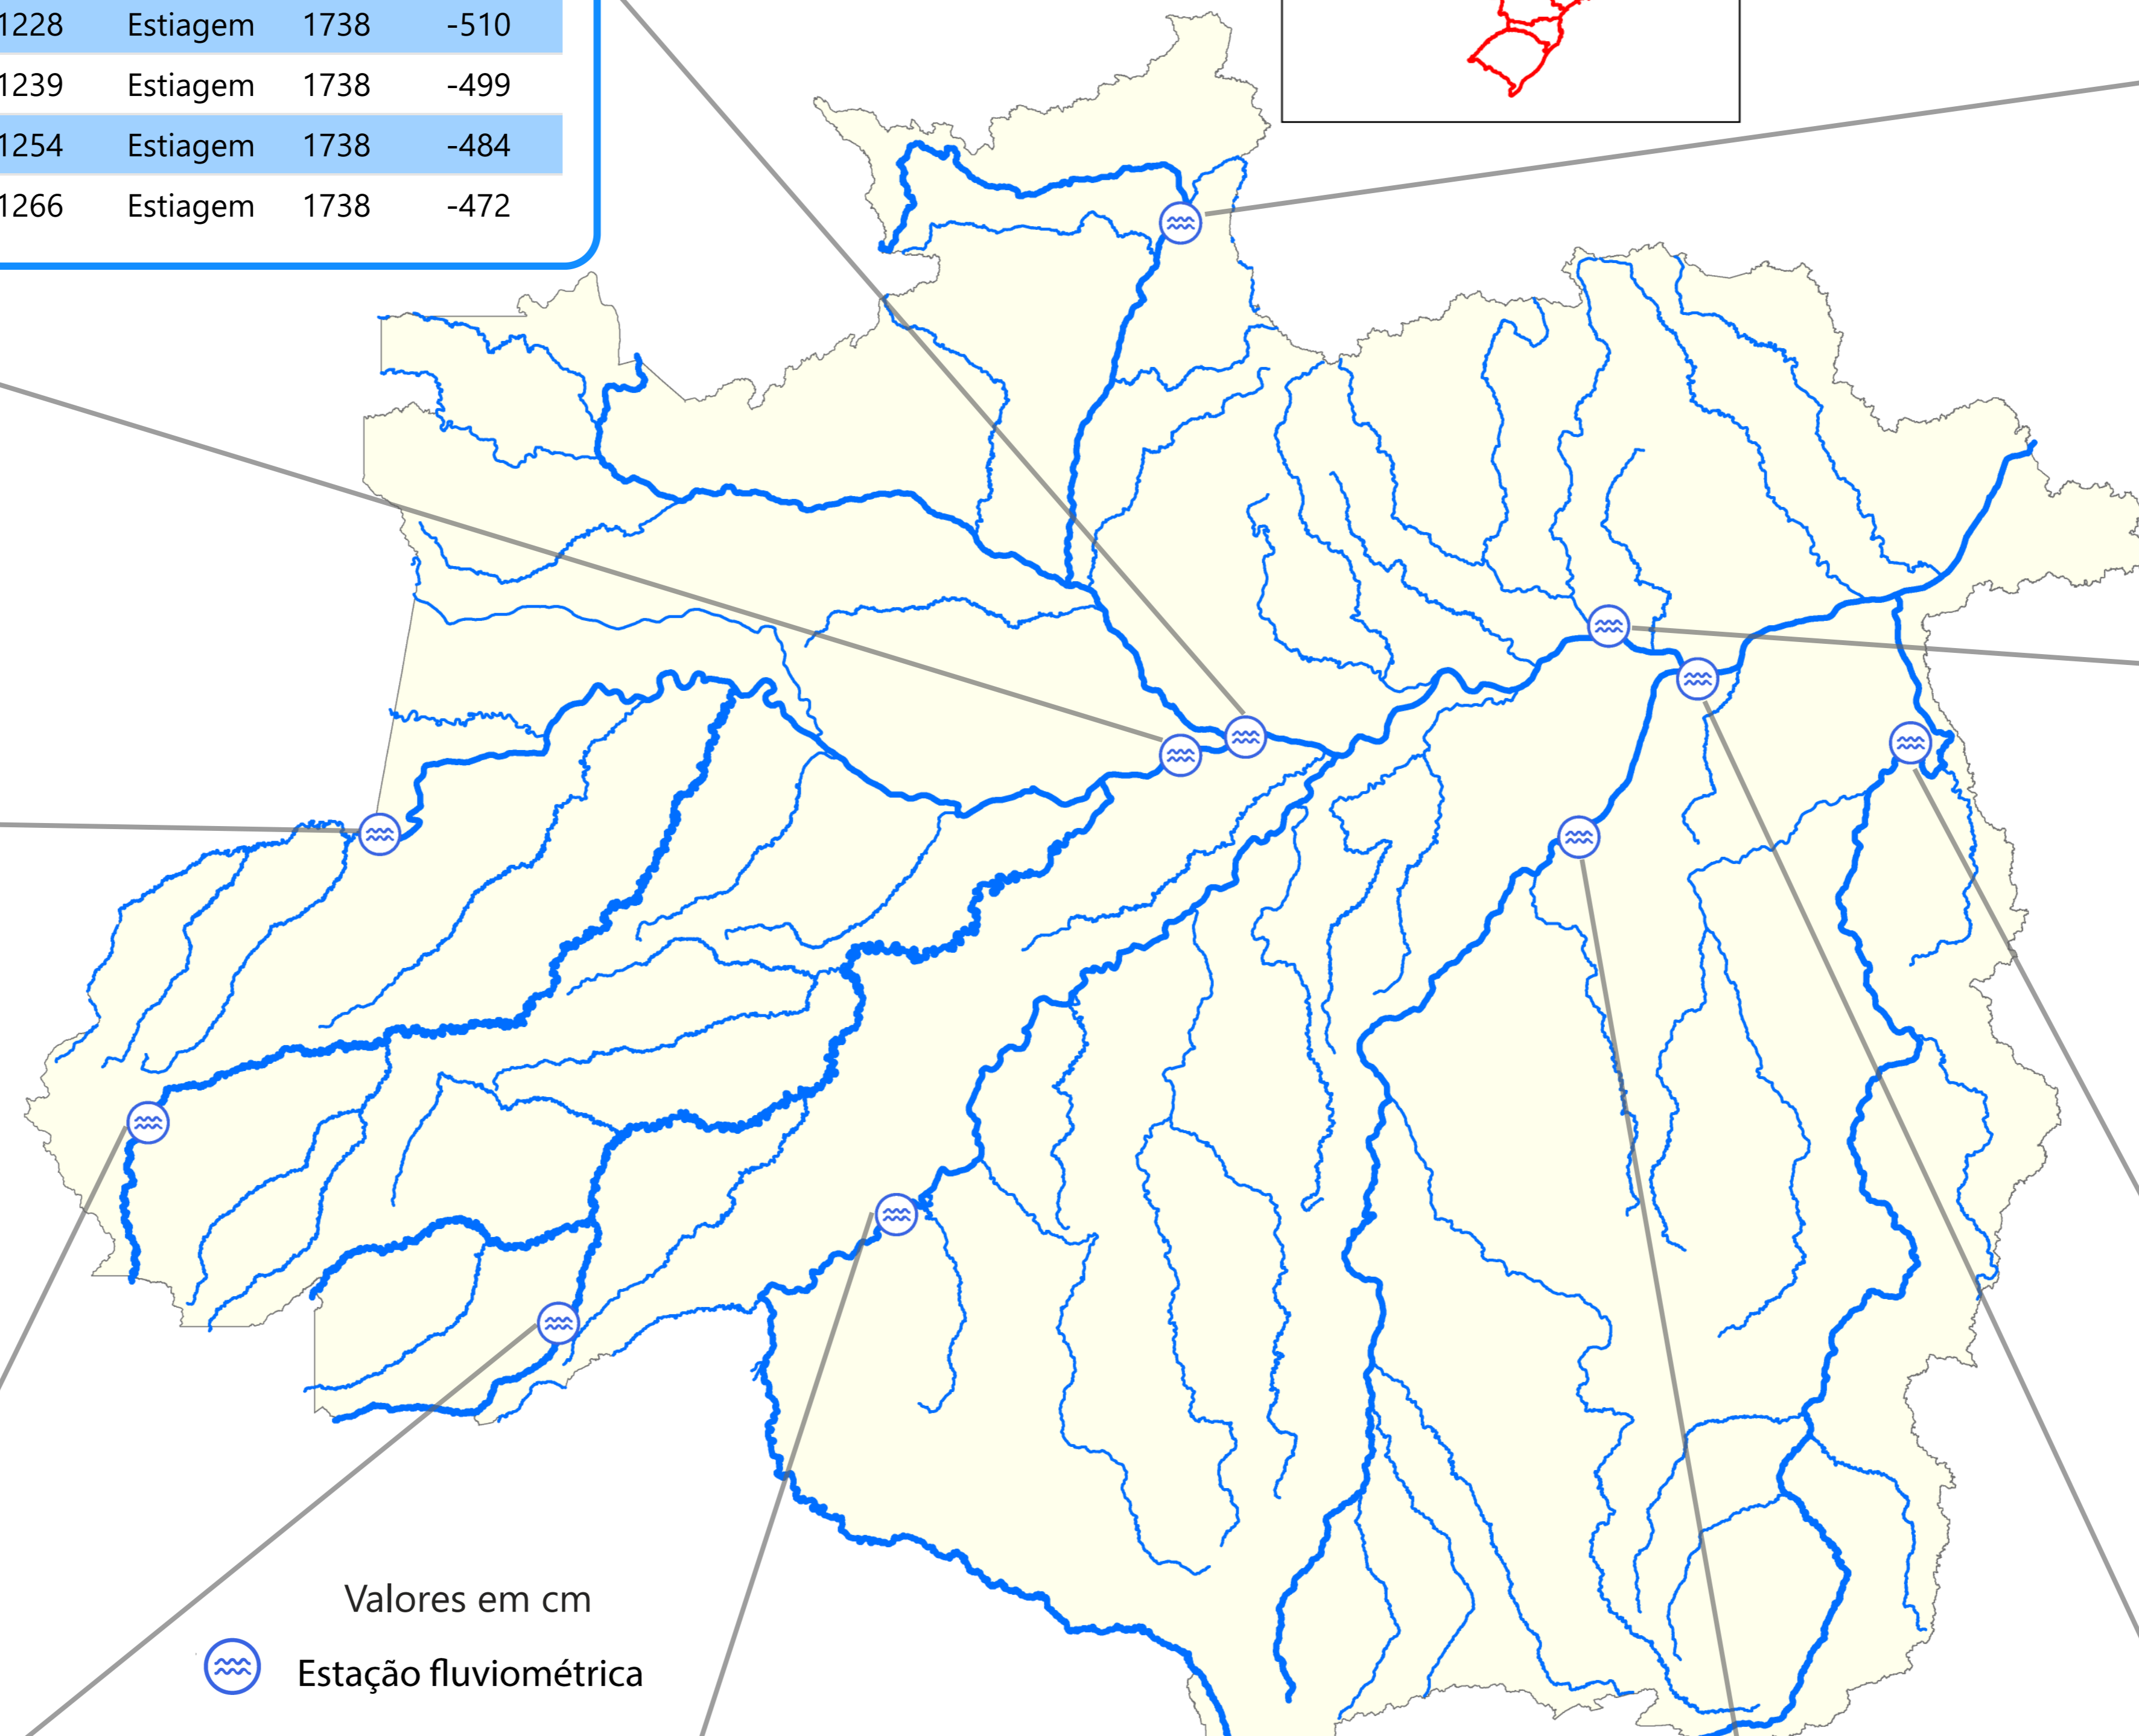 1228 Estiagem 1738 -510
1239 Estiagem 1738 -499
1254 Estiagem 1738 -484
1266 Estiagem 1738 -472
Valores em cm
Estação fluviométrica